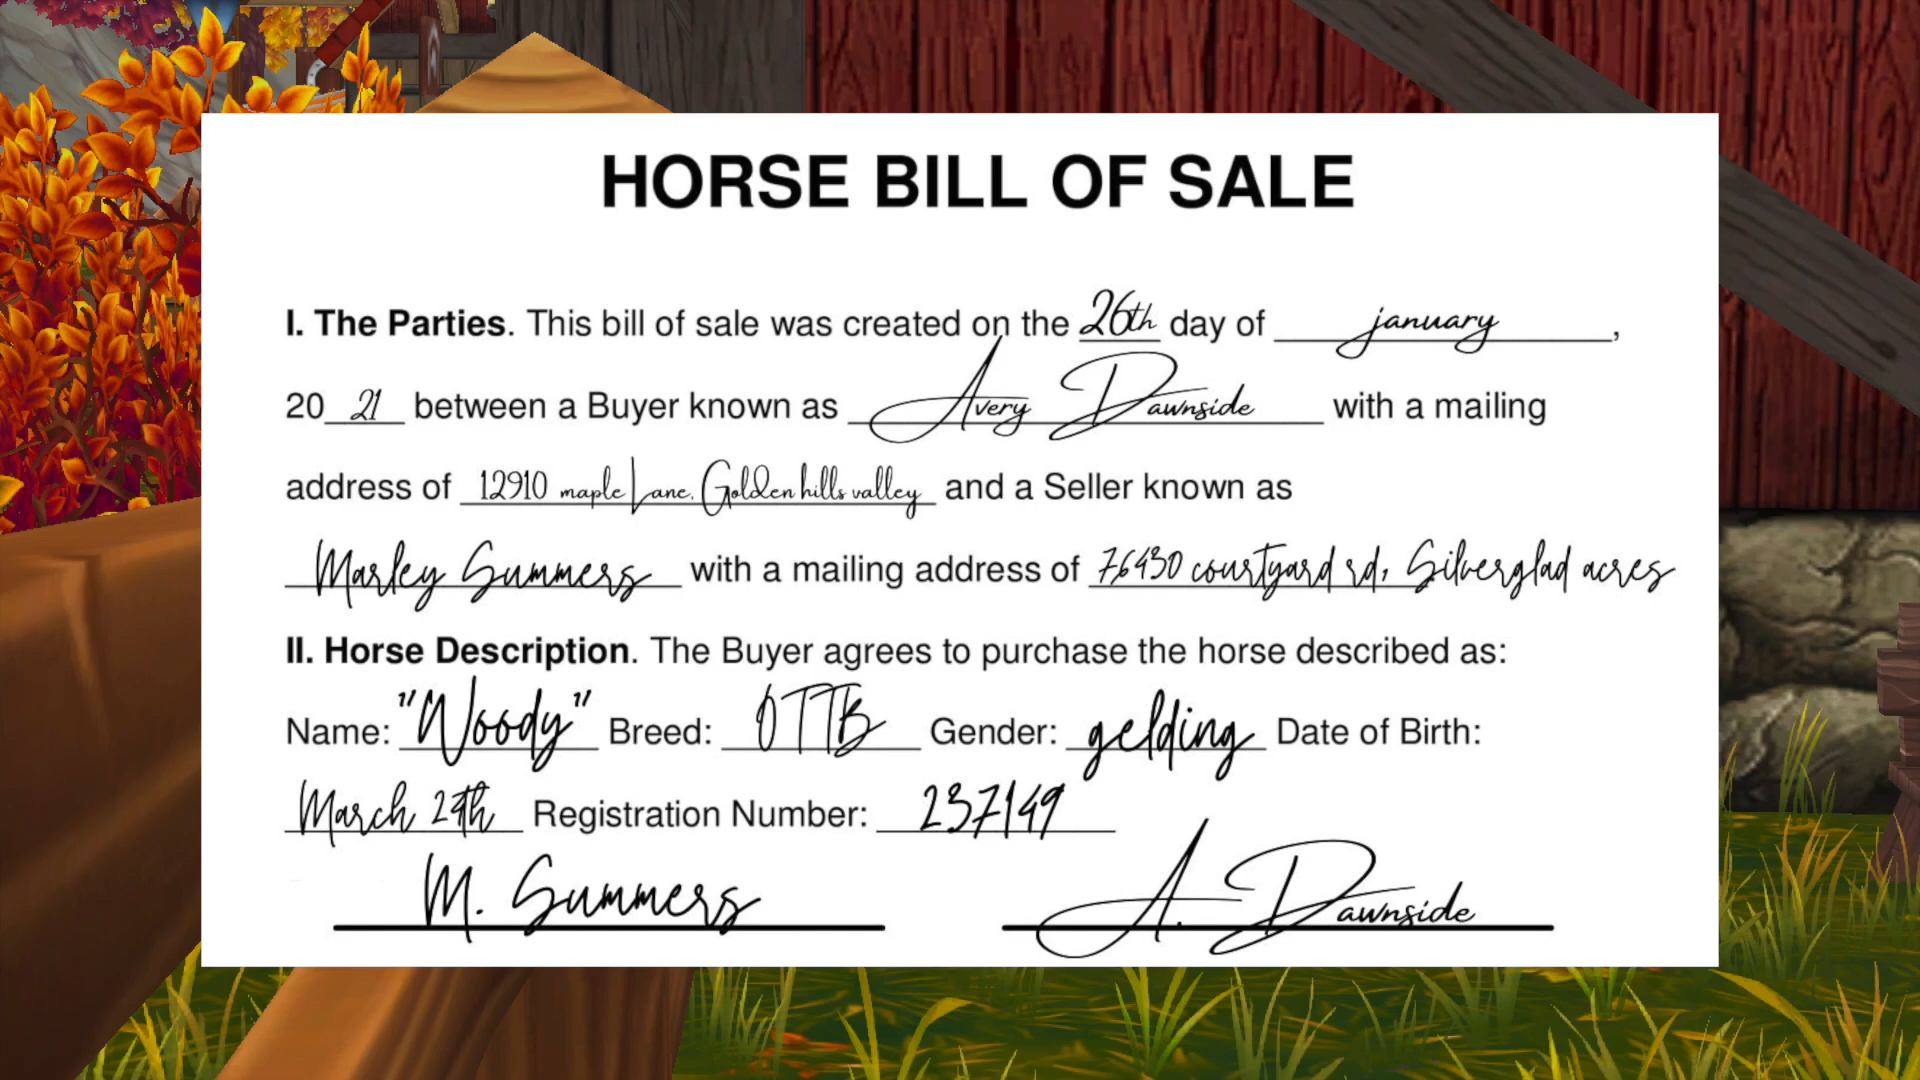 HORSE BILL OF SALE
I. The Parties. This bill of sale was created on the 26th day of january,
20 21 between a Buyer known as Avery Dawnside with a mailing
address of 12910 maple Lane, Golden hills valley and a Seller known as
Marley Summers with a mailing address of 76430 courtyard rd, Silverglad acres
II. Horse Description. The Buyer agrees to purchase the horse described as:
Name: "Woody" Breed: OTTB Gender: gelding Date of Birth:
March 29th Registration Number: 237149
M. Summers A. Dawnside